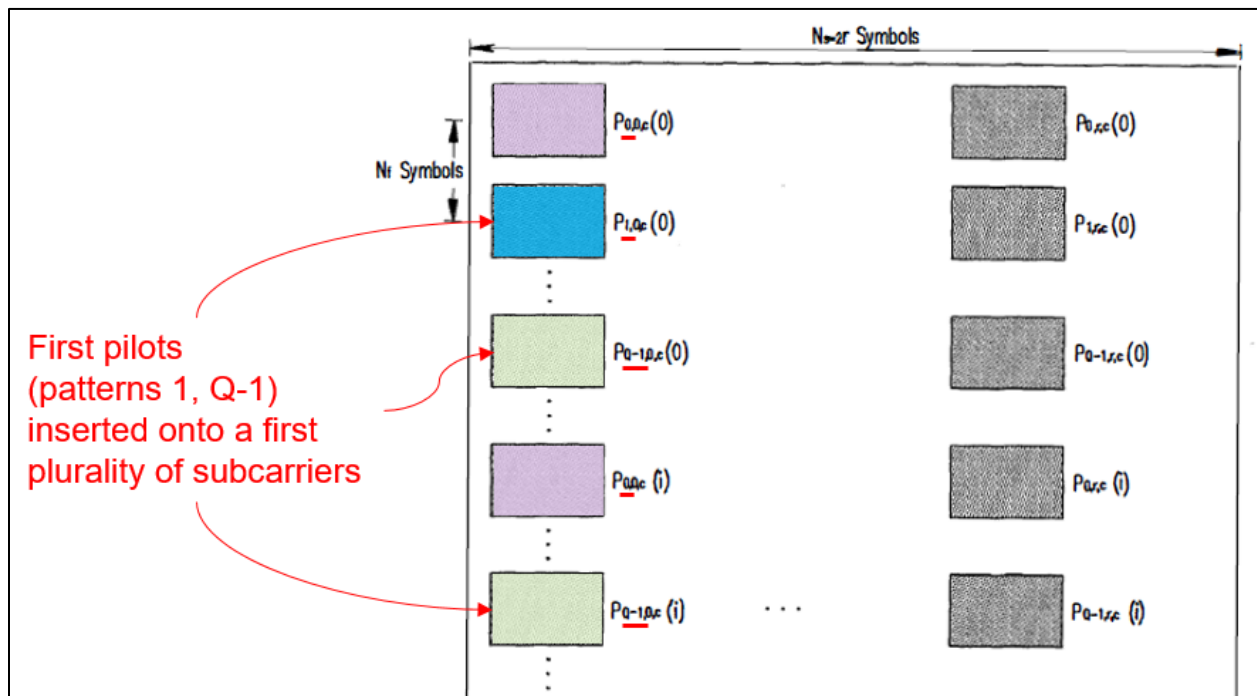 Ns=2r Symbols
P0,0,c(0)
P0,r,c(0)
Nf Symbols
P1,0,c(0)
P1,r,c(0)
First pilots
(patterns 1, Q-1)
inserted onto a first
plurality of subcarriers
PQ-1,0,c(0)
PQ-1,r,c(0)
P0,0,c (i)
P0,r,c (i)
PQ-1,0,c(i)
PQ-1,r,c (i)